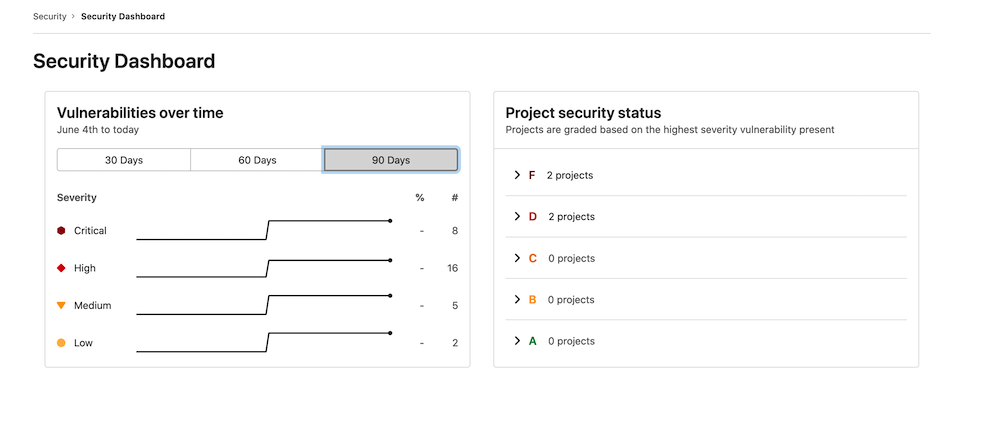 Security > Security Dashboard
Security Dashboard
Vulnerabilities over time
June 4th to today
30 Days 60 Days 90 Days
Severity % #
Critical - 8
High - 16
Medium - 5
Low - 2
Project security status
Projects are graded based on the highest severity vulnerability present
F 2 projects
D 2 projects
C 0 projects
B 0 projects
A 0 projects